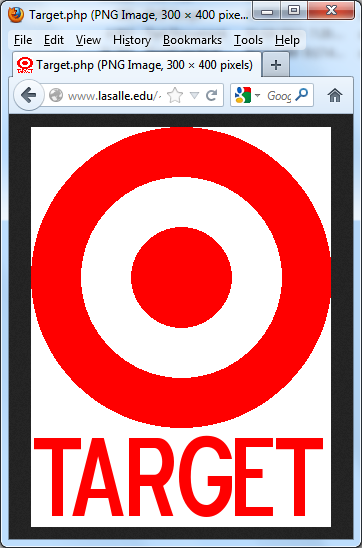 Target.php (PNG Image, 300 × 400 pixe...
File Edit View History Bookmarks Tools Help
Target.php (PNG Image, 300 × 400 pixels)
www.lasalle.edu/ Goog
TARGET